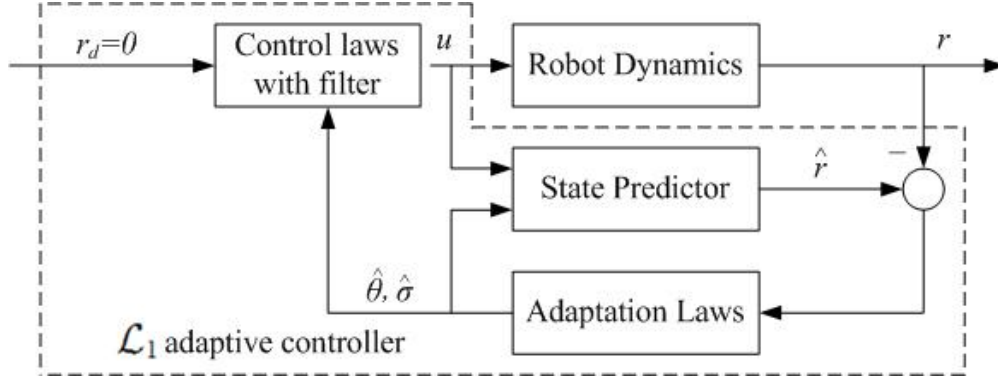 r_d=0
Control laws
with filter
u
Robot Dynamics
r
−
State Predictor
r̂
θ̂, σ̂
Adaptation Laws
ℒ₁ adaptive controller